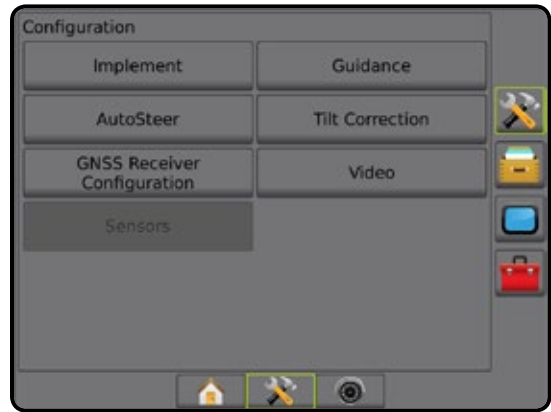 Configuration
Implement
Guidance
AutoSteer
Tilt Correction
GNSS Receiver
Configuration
Video
Sensors